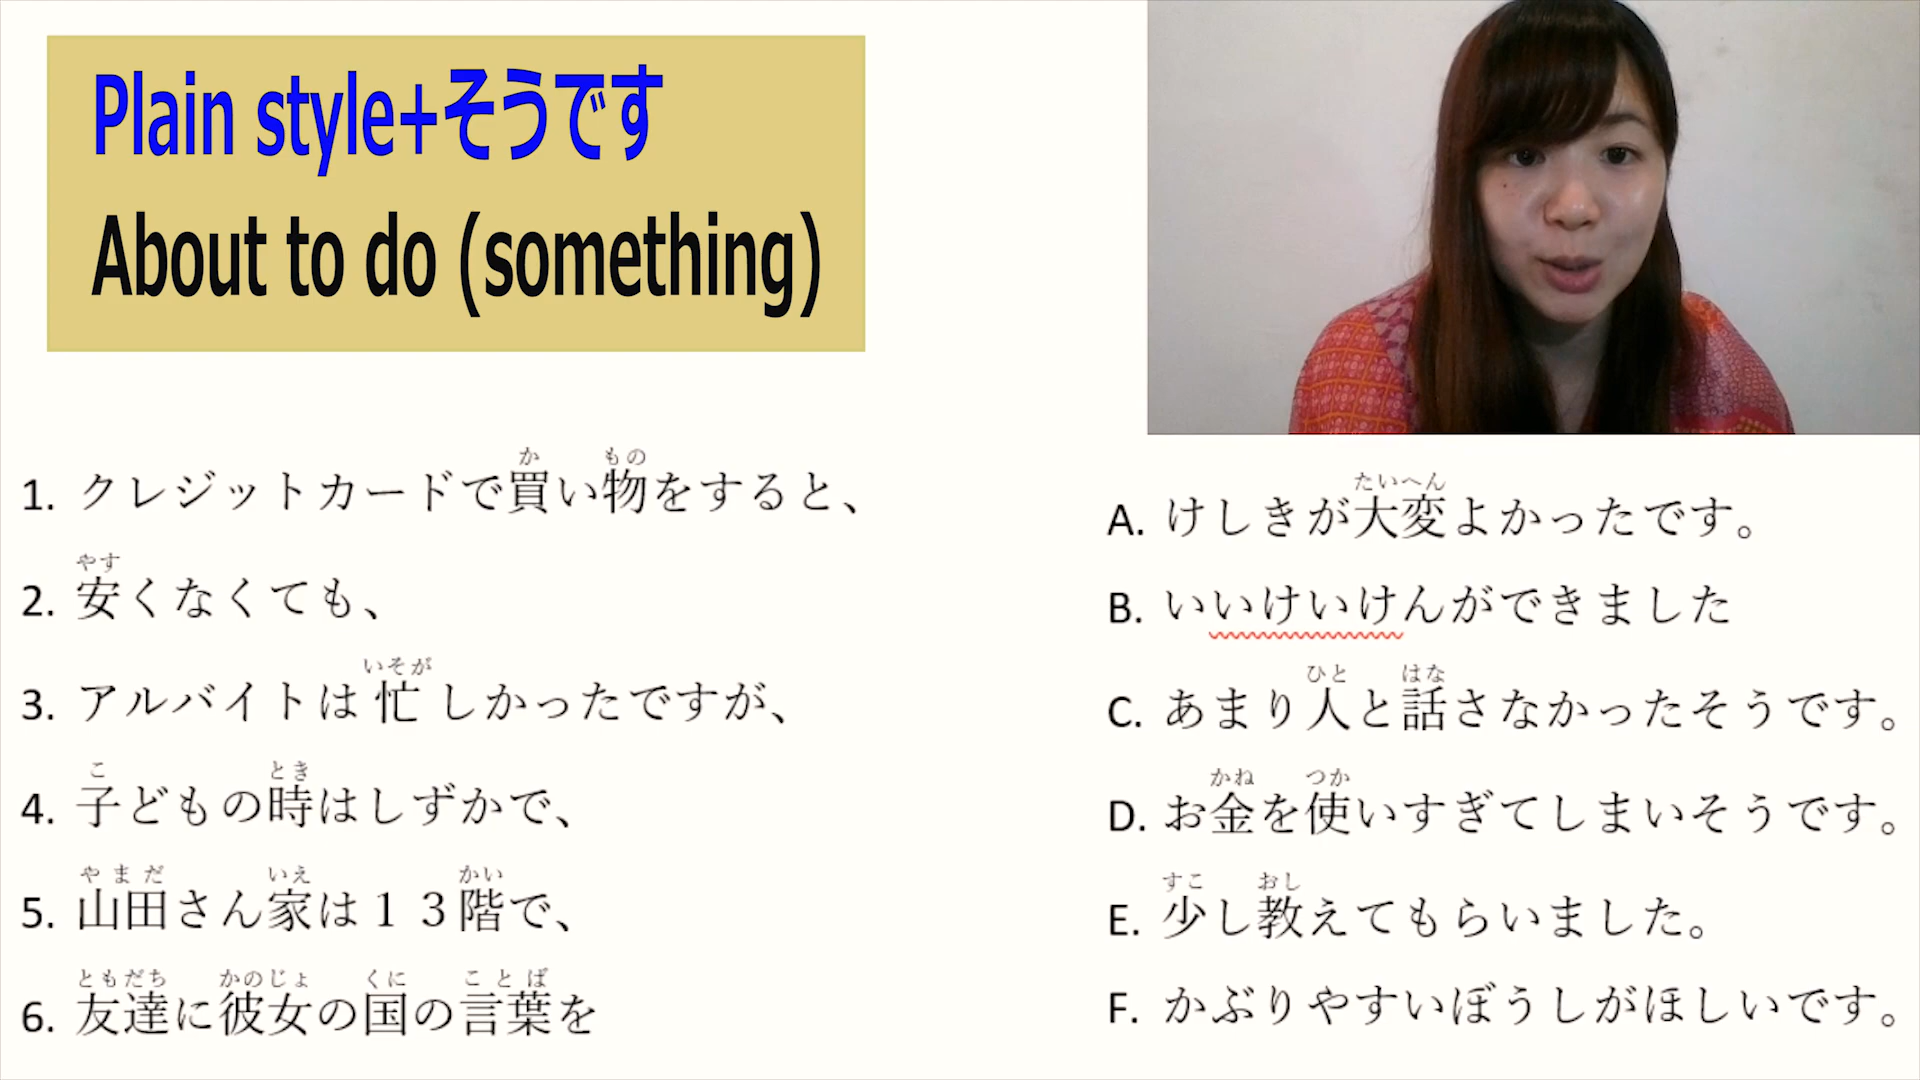 Plain style+そうです
About to do (something)
1. クレジットカードで買い物をすると、
2. 安くなくても、
3. アルバイトは忙しかったですが、
4. 子どもの時はしずかで、
5. 山田さん家は１３階で、
6. 友達に彼女の国の言葉を
A. けしきが大変よかったです。
B. いいけいけんができました
C. あまり人と話さなかったそうです。
D. お金を使いすぎてしまいそうです。
E. 少し教えてもらいました。
F. かぶりやすいぼうしがほしいです。